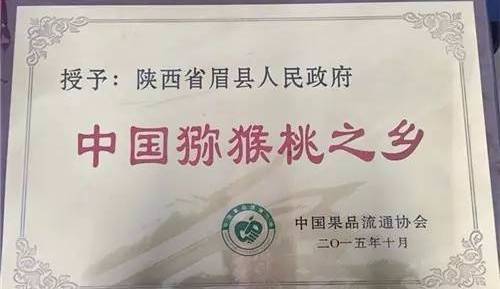 授予：陕西省眉县人民政府
中国猕猴桃之乡
中国果品流通协会
二O一五年十月